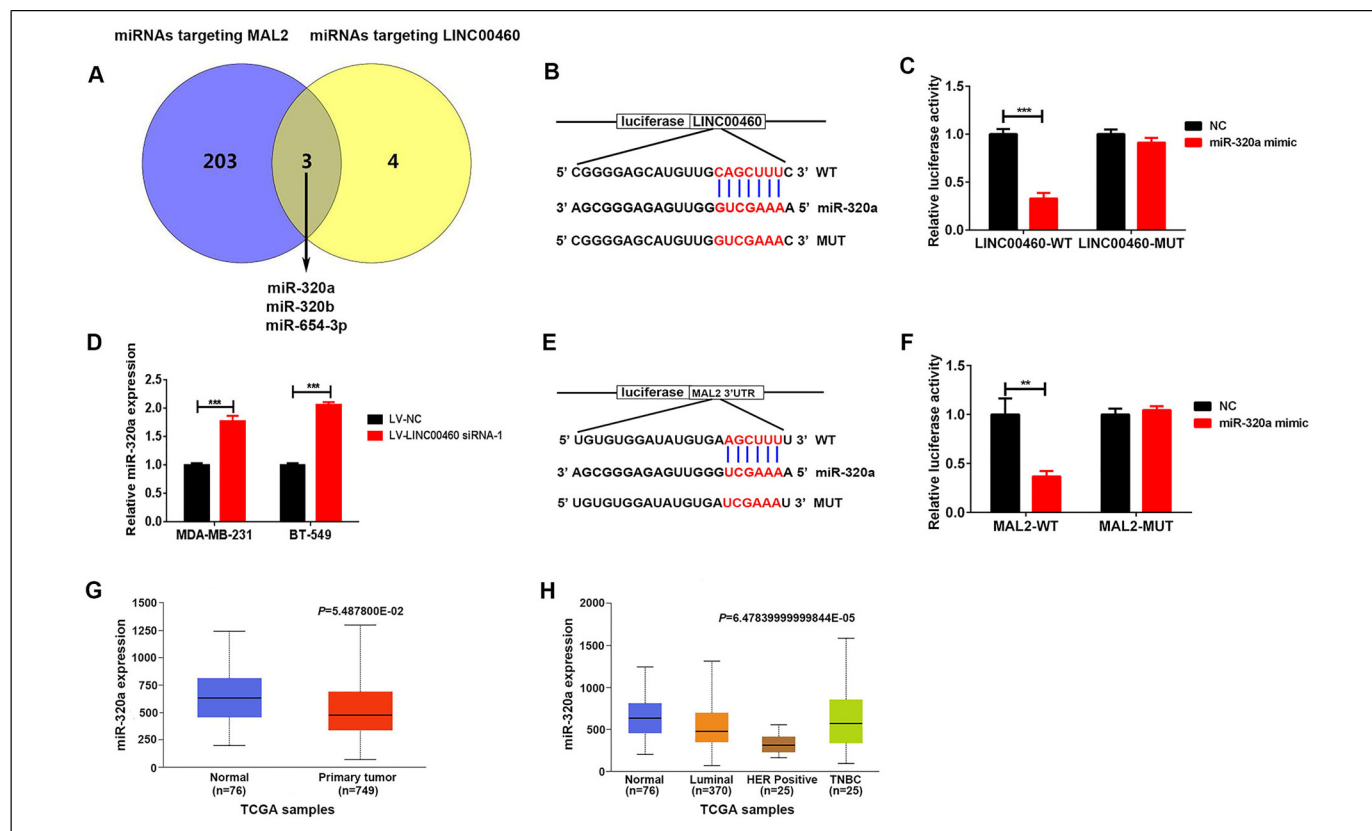 miRNAs targeting MAL2 miRNAs targeting LINC00460
A
203 3 4
miR-320a
miR-320b
miR-654-3p
B
luciferase LINC00460
5' CGGGGAGCAUGUUGCAGCUUUC 3' WT
3' AGCGGGAGAGUUGGGUCGAAAA 5' miR-320a
5' CGGGGAGCAUGUUGGUCGAAAC 3' MUT
C
Relative luciferase activity
1.5
1.0
0.5
0.0
***
NC
miR-320a mimic
LINC00460-WT LINC00460-MUT
D
Relative miR-320a expression
2.5
2.0
1.5
1.0
0.5
0.0
*** ***
LV-NC
LV-LINC00460 siRNA-1
MDA-MB-231 BT-549
E
luciferase MAL2 3'UTR
5' UGUGUGGAUAUGUGAAGCUUUU 3' WT
3' AGCGGGAGAGUUGGGUCGAAAA 5' miR-320a
5' UGUGUGGAUAUGUGAUCGAAAU 3' MUT
F
Relative luciferase activity
1.5
1.0
0.5
0.0
**
NC
miR-320a mimic
MAL2-WT MAL2-MUT
G
P=5.487800E-02
miR-320a expression
1500
1250
1000
750
500
250
0
Normal Primary tumor
(n=76) (n=749)
TCGA samples
H
P=6.47839999999844E-05
miR-320a expression
2000
1500
1000
500
0
Normal Luminal HER Positive TNBC
(n=76) (n=370) (n=25) (n=25)
TCGA samples